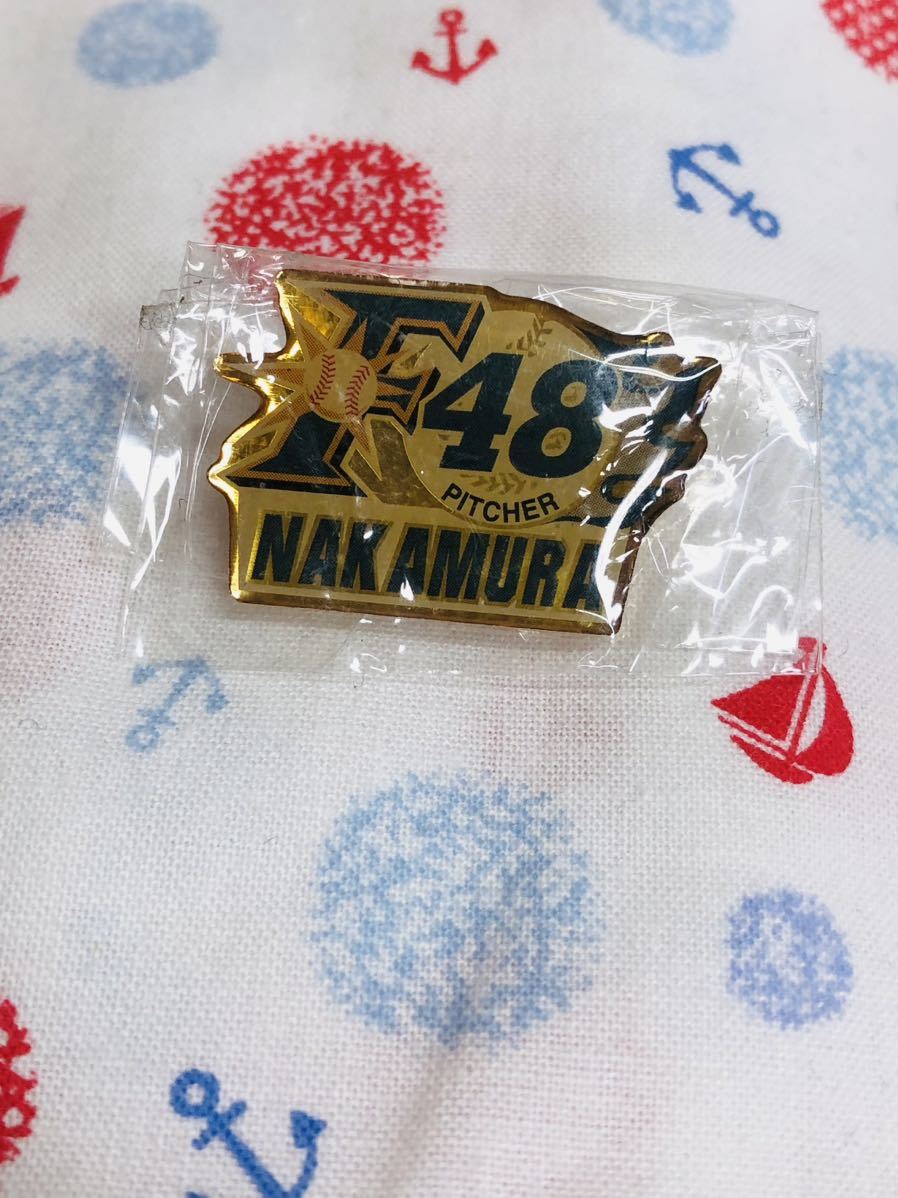 F
48
PITCHER
NAKAMURA